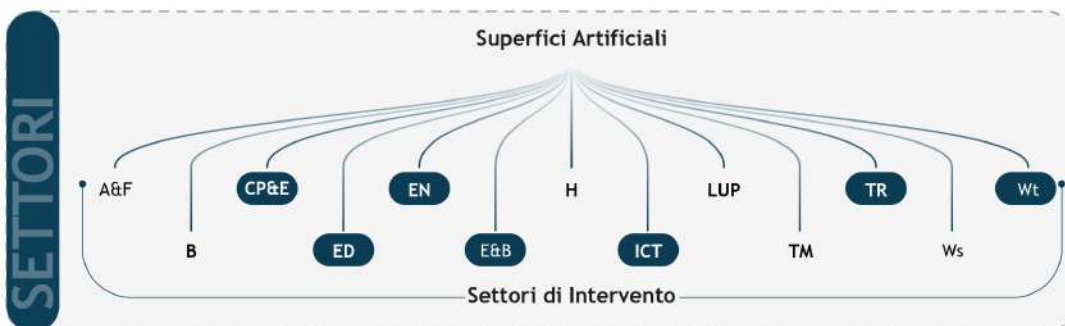 SETTORI
Superfici Artificiali
A&F CP&E EN H LUP TR Wt
B ED E&B ICT TM Ws
Settori di Intervento